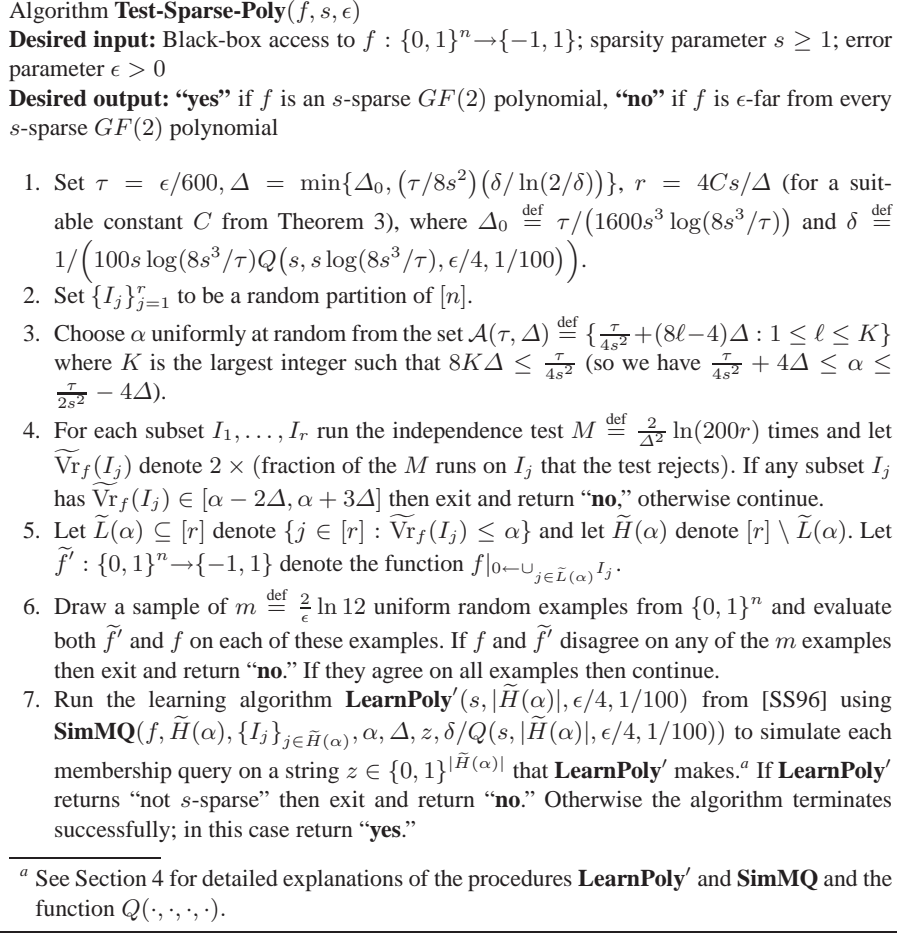 Algorithm Test-Sparse-Poly(f, s, ϵ)
Desired input: Black-box access to f : {0, 1}ⁿ→{−1, 1}; sparsity parameter s ≥ 1; error
parameter ϵ > 0
Desired output: “yes” if f is an s-sparse GF(2) polynomial, “no” if f is ϵ-far from every
s-sparse GF(2) polynomial
1. Set τ = ϵ/600, Δ = min{Δ₀, (τ/8s²)(δ/ ln(2/δ))}, r = 4Cs/Δ (for a suit-
able constant C from Theorem 3), where Δ₀ ≝ τ/(1600s³ log(8s³/τ)) and δ ≝
1/(100s log(8s³/τ)Q(s, s log(8s³/τ), ϵ/4, 1/100)).
2. Set {I_j}_{j=1}^r to be a random partition of [n].
3. Choose α uniformly at random from the set 𝒜(τ, Δ) ≝ {τ/4s² + (8ℓ−4)Δ : 1 ≤ ℓ ≤ K}
where K is the largest integer such that 8KΔ ≤ τ/4s² (so we have τ/4s² + 4Δ ≤ α ≤
τ/2s² − 4Δ).
4. For each subset I₁, . . . , I_r run the independence test M ≝ 2/Δ² ln(200r) times and let
Ṽr_f(I_j) denote 2 × (fraction of the M runs on I_j that the test rejects). If any subset I_j
has Ṽr_f(I_j) ∈ [α − 2Δ, α + 3Δ] then exit and return “no,” otherwise continue.
5. Let L̃(α) ⊆ [r] denote {j ∈ [r] : Ṽr_f(I_j) ≤ α} and let H̃(α) denote [r] \ L̃(α). Let
f̃′ : {0, 1}ⁿ→{−1, 1} denote the function f|_{0←∪_{j∈L̃(α)} I_j}.
6. Draw a sample of m ≝ 2/ϵ ln 12 uniform random examples from {0, 1}ⁿ and evaluate
both f̃′ and f on each of these examples. If f and f̃′ disagree on any of the m examples
then exit and return “no.” If they agree on all examples then continue.
7. Run the learning algorithm LearnPoly′(s, |H̃(α)|, ϵ/4, 1/100) from [SS96] using
SimMQ(f, H̃(α), {I_j}_{j∈H̃(α)}, α, Δ, z, δ/Q(s, |H̃(α)|, ϵ/4, 1/100)) to simulate each
membership query on a string z ∈ {0, 1}^{|H̃(α)|} that LearnPoly′ makes.ᵃ If LearnPoly′
returns “not s-sparse” then exit and return “no.” Otherwise the algorithm terminates
successfully; in this case return “yes.”
ᵃ See Section 4 for detailed explanations of the procedures LearnPoly′ and SimMQ and the
function Q(·, ·, ·, ·).